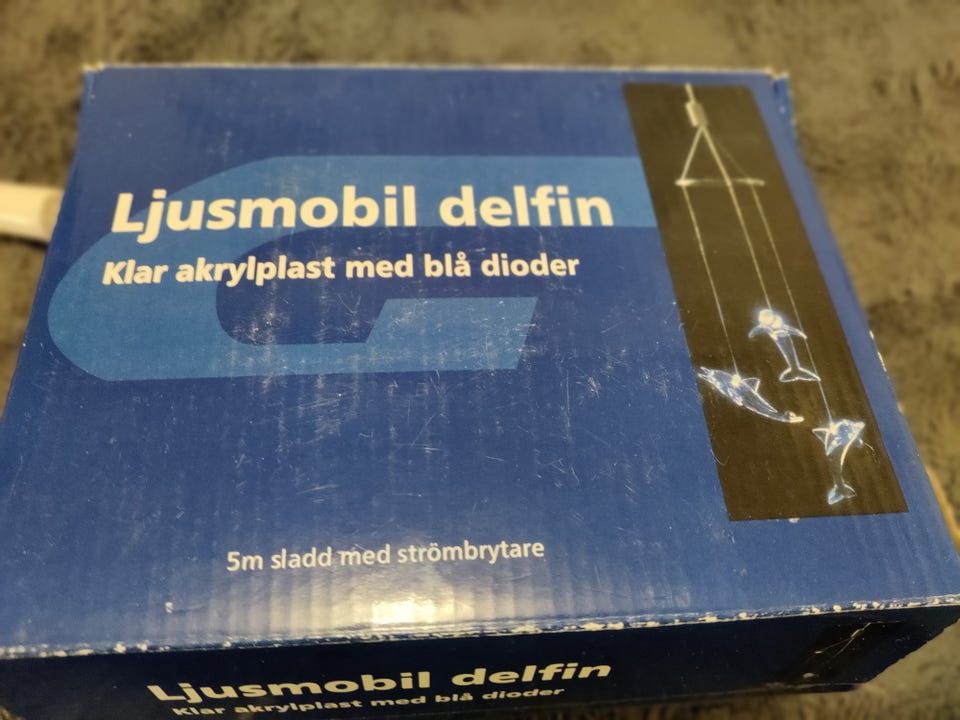 Ljusmobil delfin
Klar akrylplast med blå dioder
5m sladd med strömbrytare
Ljusmobil delfin
Klar akrylplast med blå dioder